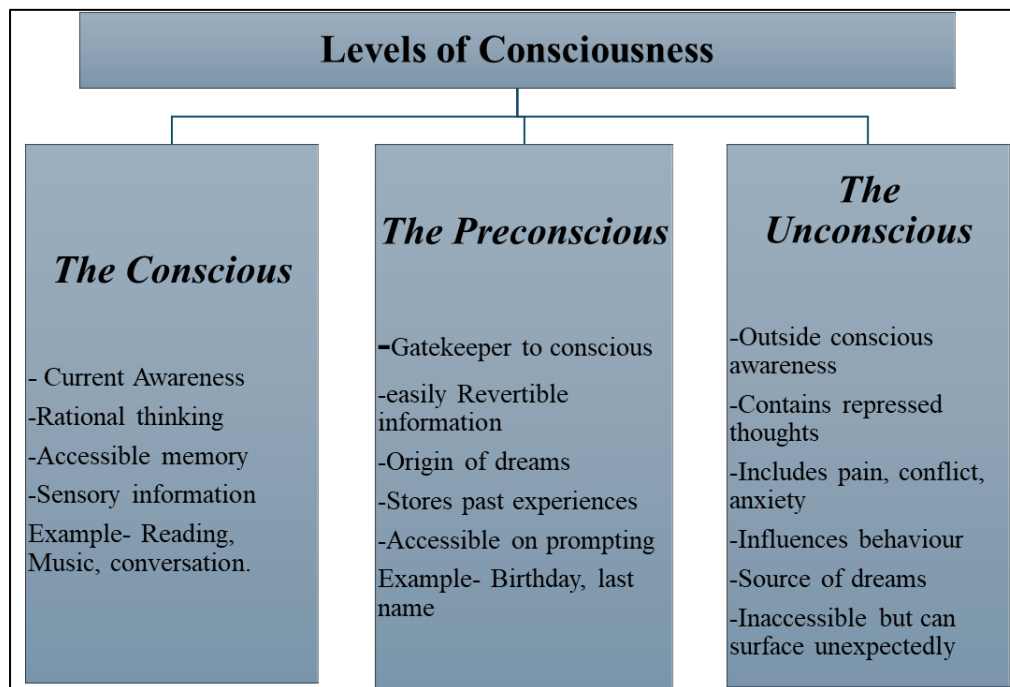 Levels of Consciousness
The Conscious
- Current Awareness
-Rational thinking
-Accessible memory
-Sensory information
Example- Reading,
Music, conversation.
The Preconscious
-Gatekeeper to conscious
-easily Revertible
information
-Origin of dreams
-Stores past experiences
-Accessible on prompting
Example- Birthday, last
name
The
Unconscious
-Outside conscious
awareness
-Contains repressed
thoughts
-Includes pain, conflict,
anxiety
-Influences behaviour
-Source of dreams
-Inaccessible but can
surface unexpectedly